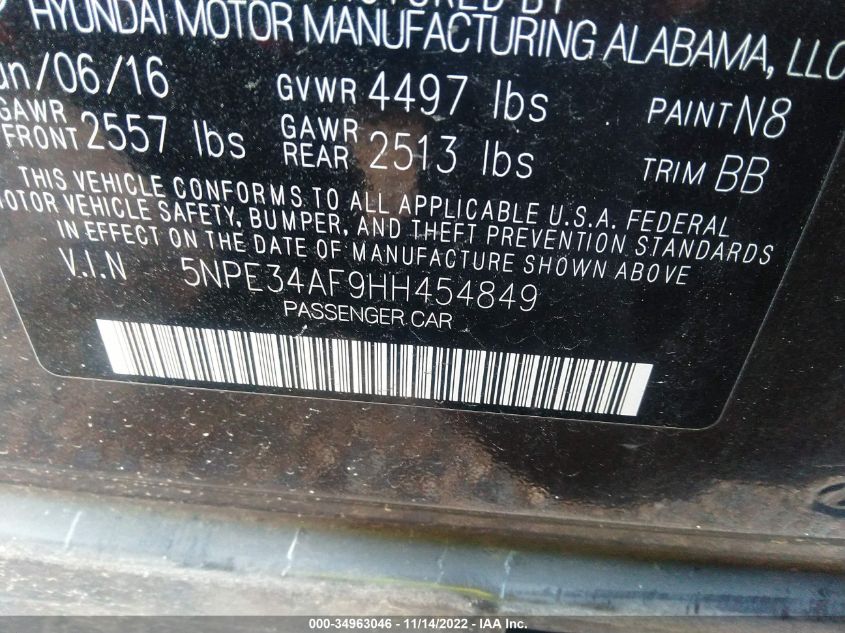 HYUNDAI MOTOR MANUFACTURING ALABAMA, LLC
/06/16 GVWR 4497 lbs PAINT N8
GAWR FRONT 2557 lbs GAWR REAR 2513 lbs TRIM BB
THIS VEHICLE CONFORMS TO ALL APPLICABLE U.S.A. FEDERAL
MOTOR VEHICLE SAFETY, BUMPER, AND THEFT PREVENTION STANDARDS
IN EFFECT ON THE DATE OF MANUFACTURE SHOWN ABOVE
V.I.N 5NPE34AF9HH454849
PASSENGER CAR
000-34963046 - 11/14/2022 - IAA Inc.